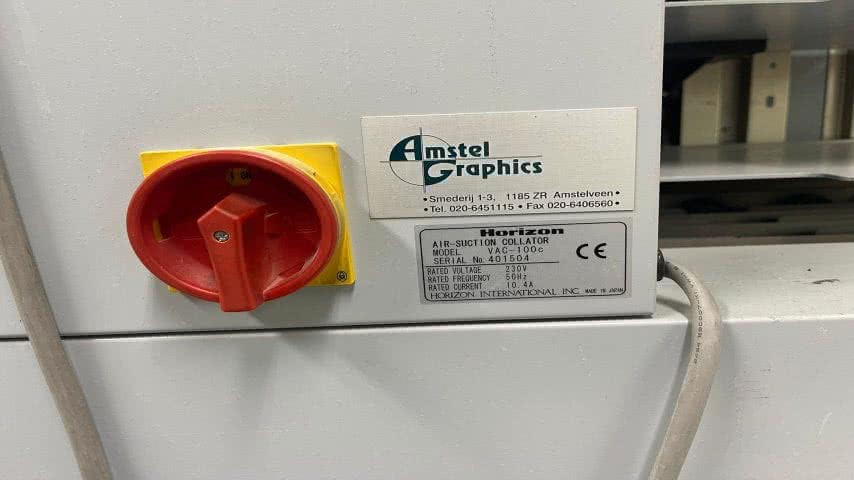 I ON
Amstel
Graphics
• Smederij 1-3, 1185 ZR Amstelveen •
• Tel. 020-6451115 • Fax 020-6406560 •
Horizon
AIR-SUCTION COLLATOR
MODEL VAC-100c
SERIAL No. 401504
CE
RATED VOLTAGE 230V
RATED FREQUENCY 50Hz
RATED CURRENT 10.4A
HORIZON INTERNATIONAL INC. MADE IN JAPAN